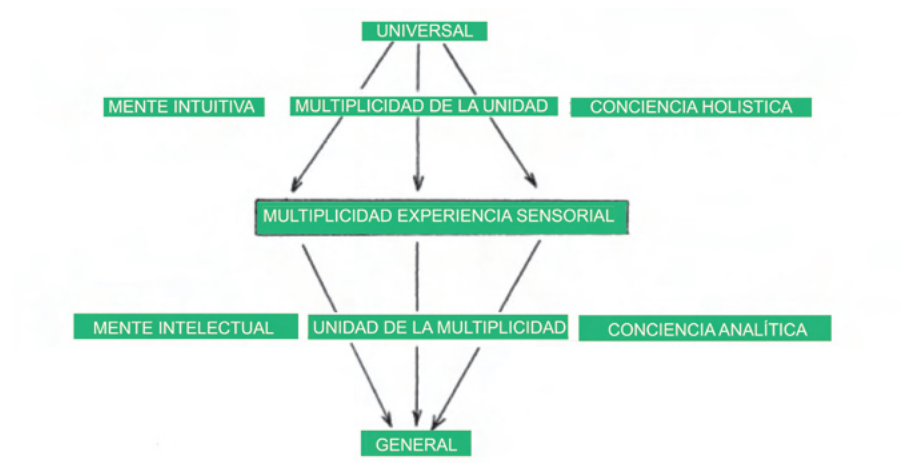 UNIVERSAL
MENTE INTUITIVA
MULTIPLICIDAD DE LA UNIDAD
CONCIENCIA HOLISTICA
MULTIPLICIDAD EXPERIENCIA SENSORIAL
MENTE INTELECTUAL
UNIDAD DE LA MULTIPLICIDAD
CONCIENCIA ANALÍTICA
GENERAL